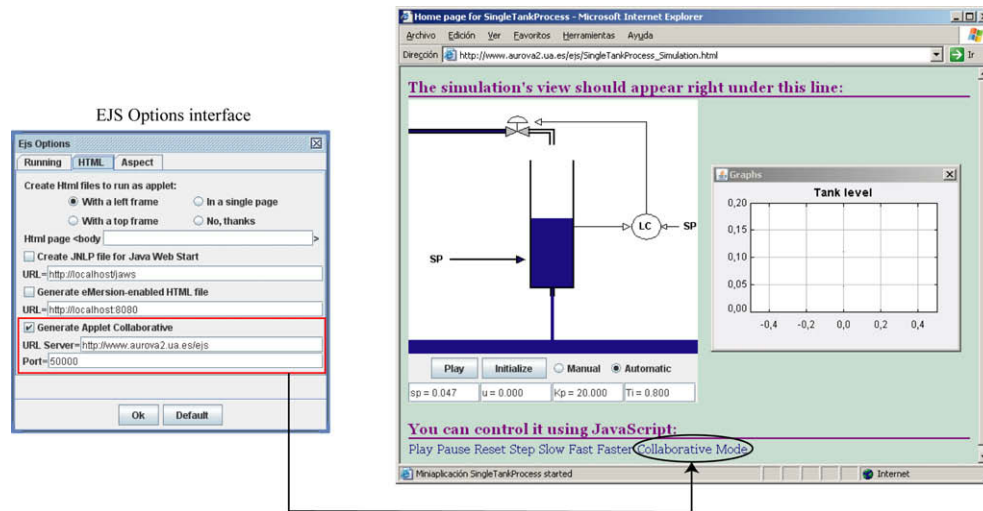 EJS Options interface
Ejs Options
Running HTML Aspect
Create Html files to run as applet:
With a left frame In a single page
With a top frame No, thanks
Html page <body >
Create JNLP file for Java Web Start
URL=http://localhost/jaws
Generate eMersion-enabled HTML file
URL=http://localhost:8080
Generate Applet Collaborative
URL Server=http://www.aurova2.ua.es/ejs
Port=50000
Ok Default
Home page for SingleTankProcess - Microsoft Internet Explorer
Archivo Edición Ver Favoritos Herramientas Ayuda
Dirección http://www.aurova2.ua.es/ejs/SingleTankProcess_Simulation.html Ir
The simulation's view should appear right under this line:
LC SP
SP
Graphs
Tank level
0,20
0,15
0,10
0,05
0,00
-0,4 -0,2 0,0 0,2 0,4
Play Initialize Manual Automatic
sp = 0.047 u = 0.000 Kp = 20.000 Ti = 0.800
You can control it using JavaScript:
Play Pause Reset Step Slow Fast Faster Collaborative Mode
Miniaplicación SingleTankProcess started Internet